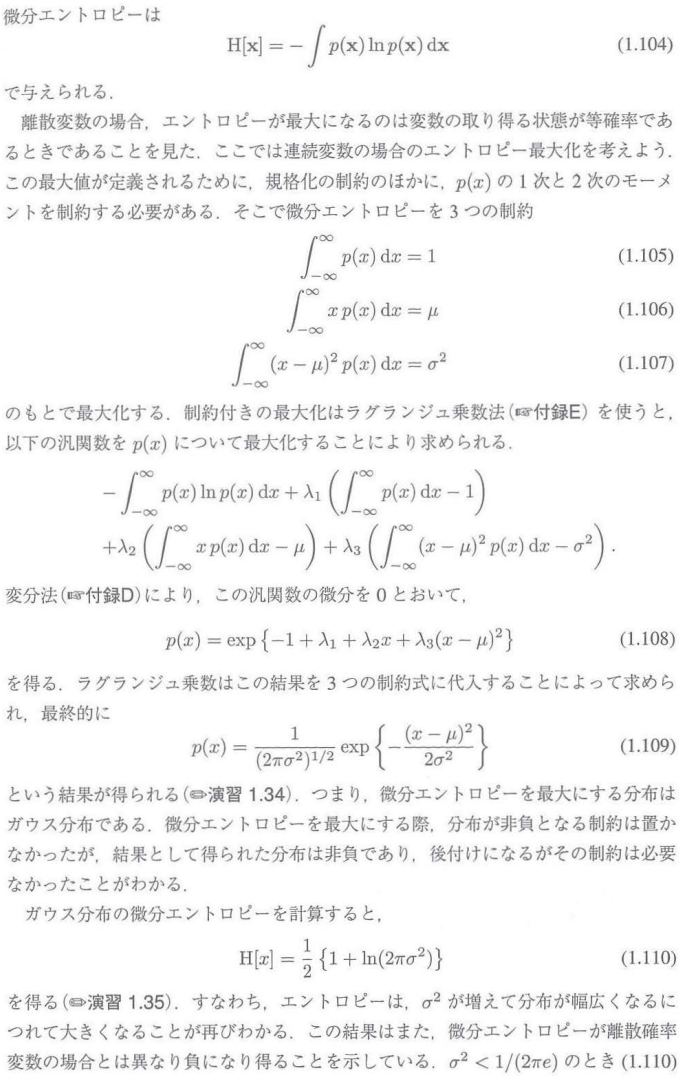 微分エントロピーは
H[x] = −∫ p(x) ln p(x) dx (1.104)
で与えられる．
離散変数の場合，エントロピーが最大になるのは変数の取り得る状態が等確率であ
るときであることを見た．ここでは連続変数の場合のエントロピー最大化を考えよう．
この最大値が定義されるために，規格化の制約のほかに，p(x) の 1 次と 2 次のモーメ
ントを制約する必要がある．そこで微分エントロピーを 3 つの制約
∫_{−∞}^{∞} p(x) dx = 1 (1.105)
∫_{−∞}^{∞} x p(x) dx = μ (1.106)
∫_{−∞}^{∞} (x − μ)² p(x) dx = σ² (1.107)
のもとで最大化する．制約付きの最大化はラグランジュ乗数法(☞付録E) を使うと，
以下の汎関数を p(x) について最大化することにより求められる．
−∫_{−∞}^{∞} p(x) ln p(x) dx + λ₁ (∫_{−∞}^{∞} p(x) dx − 1)
+λ₂ (∫_{−∞}^{∞} x p(x) dx − μ) + λ₃ (∫_{−∞}^{∞} (x − μ)² p(x) dx − σ²) .
変分法(☞付録D)により，この汎関数の微分を 0 とおいて，
p(x) = exp {−1 + λ₁ + λ₂x + λ₃(x − μ)²} (1.108)
を得る．ラグランジュ乗数はこの結果を 3 つの制約式に代入することによって求めら
れ，最終的に
p(x) = 1/(2πσ²)^{1/2} exp {−(x − μ)²/2σ²} (1.109)
という結果が得られる(✏演習 1.34)．つまり，微分エントロピーを最大にする分布は
ガウス分布である．微分エントロピーを最大にする際，分布が非負となる制約は置か
なかったが，結果として得られた分布は非負であり，後付けになるがその制約は必要
なかったことがわかる．
ガウス分布の微分エントロピーを計算すると，
H[x] = 1/2 {1 + ln(2πσ²)} (1.110)
を得る(✏演習 1.35)．すなわち，エントロピーは，σ² が増えて分布が幅広くなるに
つれて大きくなることが再びわかる．この結果はまた，微分エントロピーが離散確率
変数の場合とは異なり負になり得ることを示している．σ² < 1/(2πe) のとき (1.110)